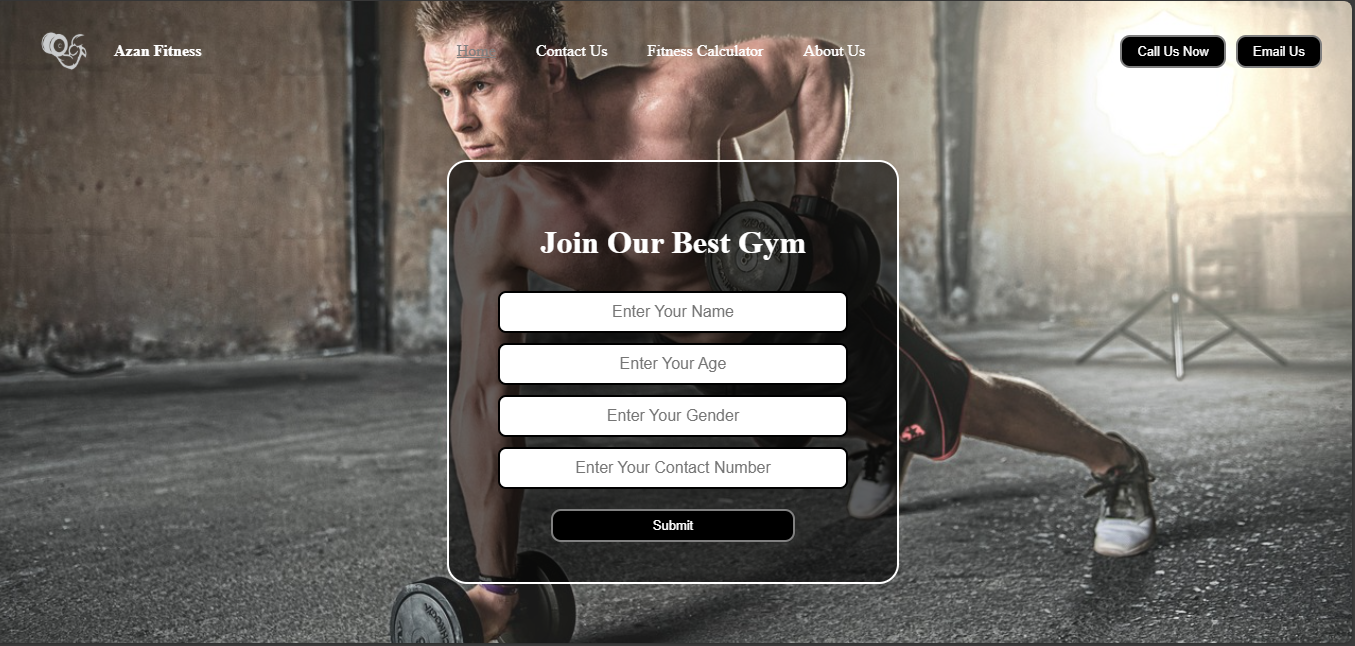 Azan Fitness
Home
Contact Us
Fitness Calculator
About Us
Call Us Now
Email Us
Join Our Best Gym
Enter Your Name
Enter Your Age
Enter Your Gender
Enter Your Contact Number
Submit